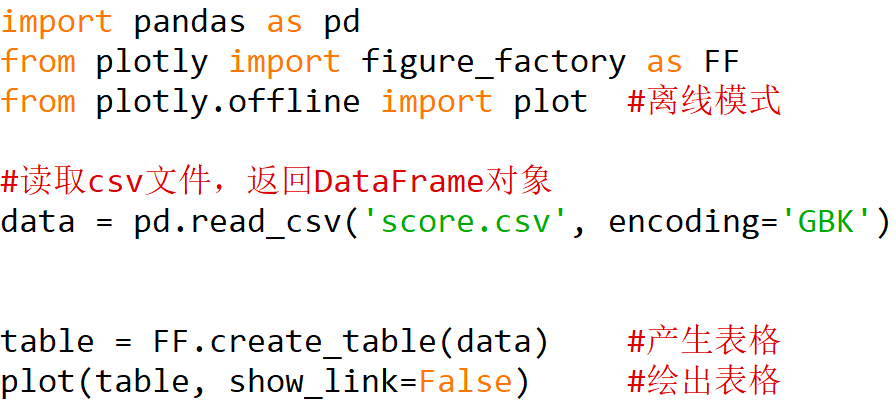 import pandas as pd
from plotly import figure_factory as FF
from plotly.offline import plot  #离线模式
#读取csv文件，返回DataFrame对象
data = pd.read_csv('score.csv', encoding='GBK')
table = FF.create_table(data)    #产生表格
plot(table, show_link=False)     #绘出表格